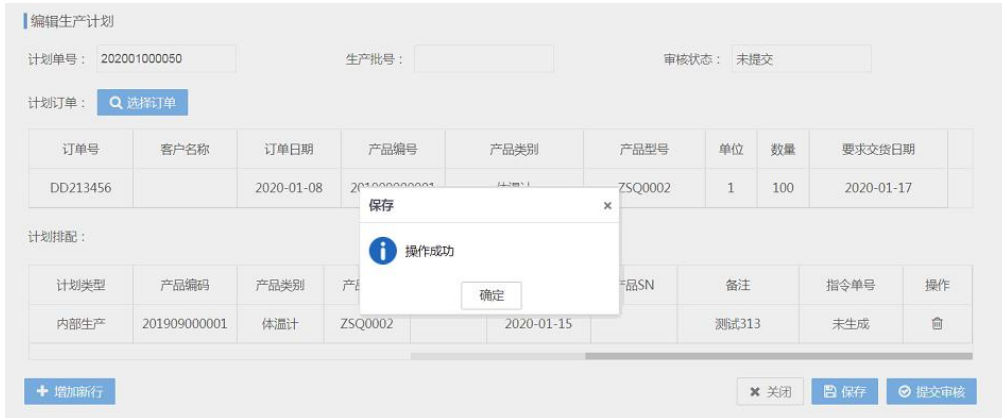 编辑生产计划
计划单号： 202001000050 生产批号： 审核状态： 未提交
计划订单： 选择订单
订单号 客户名称 订单日期 产品编号 产品类别 产品型号 单位 数量 要求交货日期
DD213456 2020-01-08 201909000001 体温计 ZSQ0002 1 100 2020-01-17
保存 ×
计划排配：
操作成功
计划类型 产品编码 产品类别 产品SN 备注 指令单号 操作
确定
内部生产 201909000001 体温计 ZSQ0002 2020-01-15 测试313 未生成
增加新行 关闭 保存 提交审核